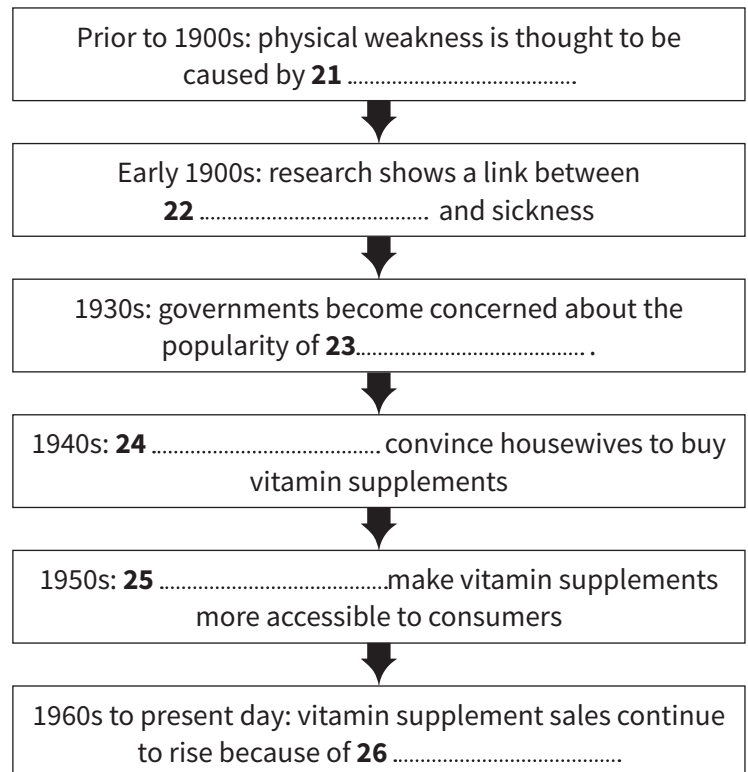 Prior to 1900s: physical weakness is thought to be
caused by 21 ........................................
Early 1900s: research shows a link between
22 ........................................ and sickness
1930s: governments become concerned about the
popularity of 23........................................ .
1940s: 24 ........................................ convince housewives to buy
vitamin supplements
1950s: 25 ........................................make vitamin supplements
more accessible to consumers
1960s to present day: vitamin supplement sales continue
to rise because of 26 ........................................